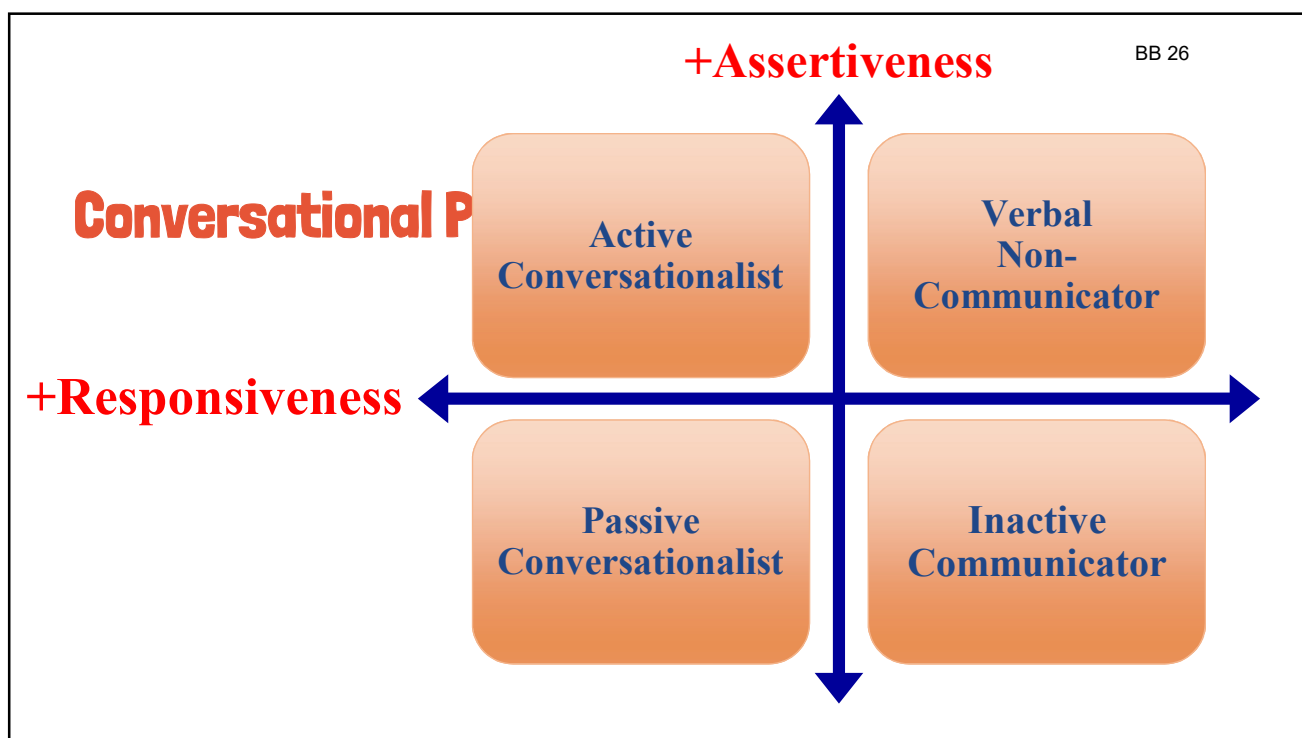 +Assertiveness
BB 26
Conversational P
Active
Conversationalist
Verbal
Non-
Communicator
+Responsiveness
Passive
Conversationalist
Inactive
Communicator